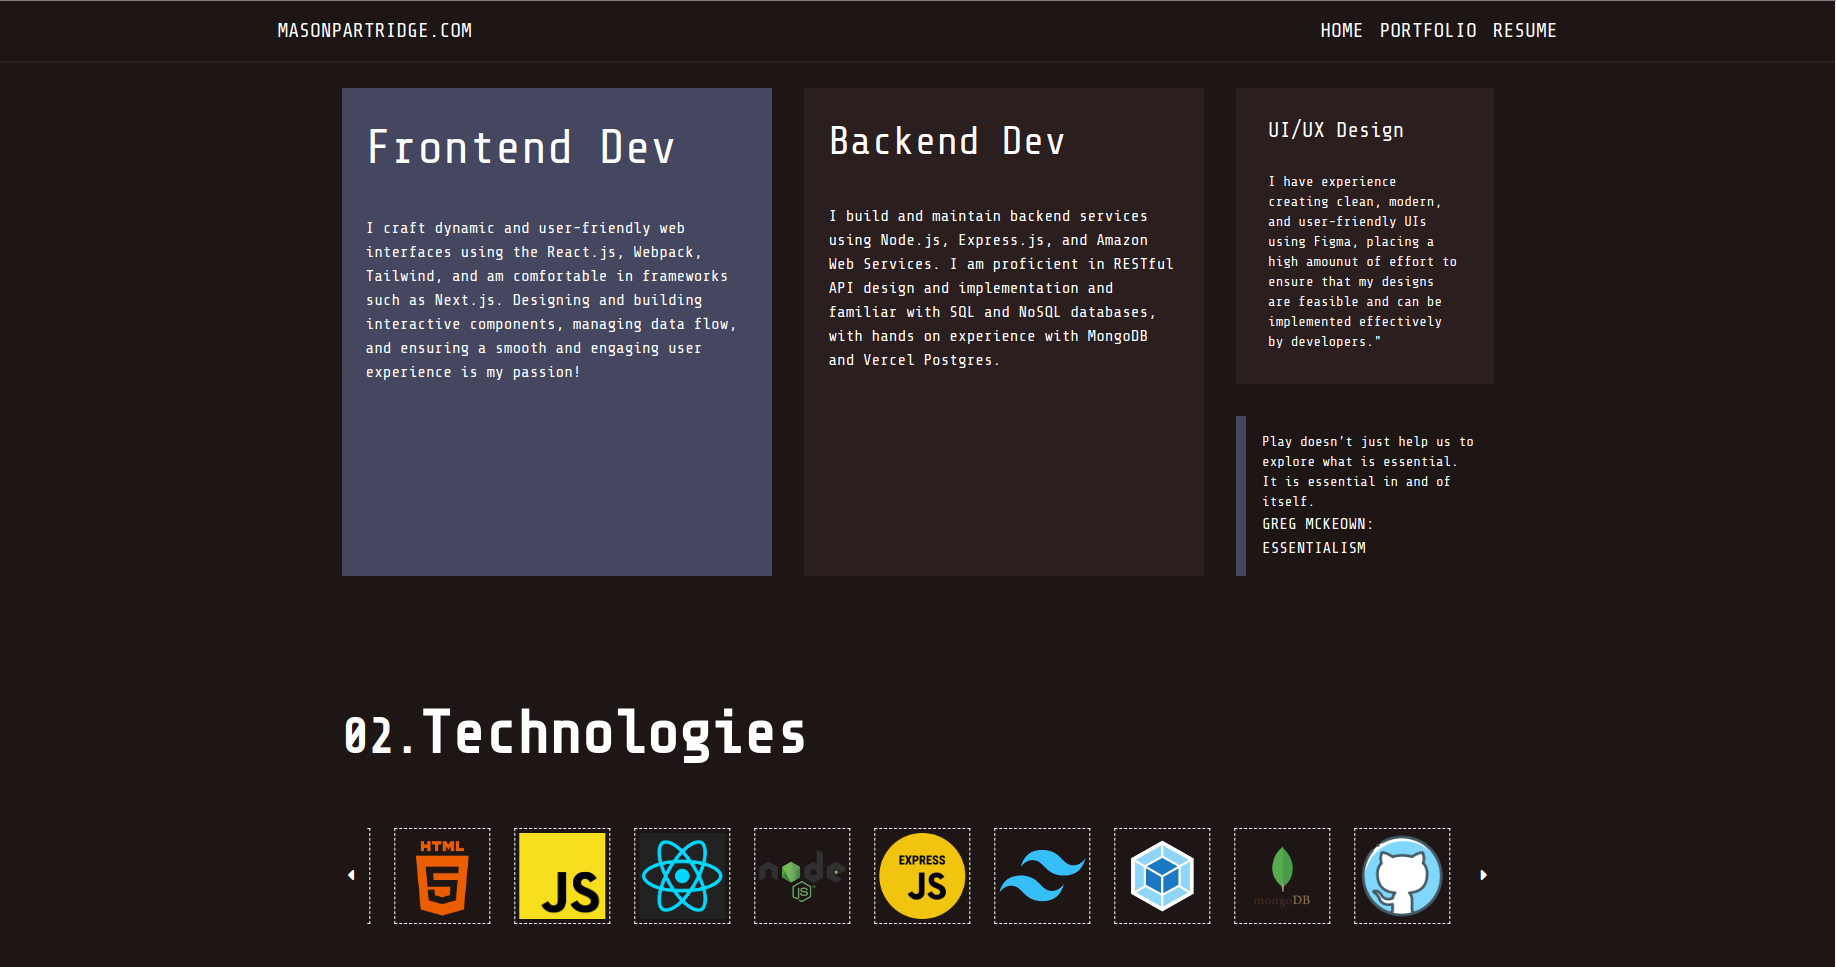 MASONPARTRIDGE.COM
HOME PORTFOLIO RESUME
Frontend Dev
I craft dynamic and user-friendly web
interfaces using the React.js, Webpack,
Tailwind, and am comfortable in frameworks
such as Next.js. Designing and building
interactive components, managing data flow,
and ensuring a smooth and engaging user
experience is my passion!
Backend Dev
I build and maintain backend services
using Node.js, Express.js, and Amazon
Web Services. I am proficient in RESTful
API design and implementation and
familiar with SQL and NoSQL databases,
with hands on experience with MongoDB
and Vercel Postgres.
UI/UX Design
I have experience
creating clean, modern,
and user-friendly UIs
using Figma, placing a
high amounut of effort to
ensure that my designs
are feasible and can be
implemented effectively
by developers."
Play doesn't just help us to
explore what is essential.
It is essential in and of
itself.
GREG MCKEOWN:
ESSENTIALISM
02.Technologies
HTML
5
JS
node
JS
EXPRESS
JS
mongoDB